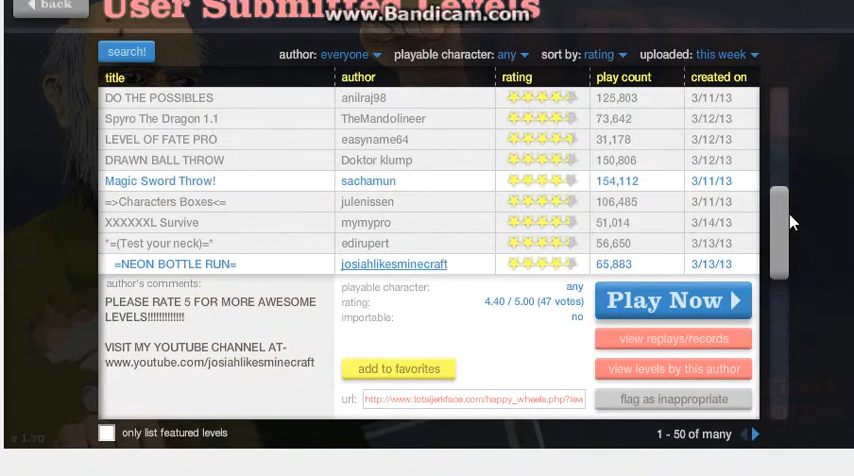 back
User Submitted Levels
www.Bandicam.com
search!
author: everyone playable character: any sort by: rating uploaded: this week
title author rating play count created on
DO THE POSSIBLES anilraj98 125,803 3/11/13
Spyro The Dragon 1.1 TheMandolineer 73,642 3/12/13
LEVEL OF FATE PRO easyname64 31,178 3/12/13
DRAWN BALL THROW Doktor klump 150,806 3/12/13
Magic Sword Throw! sachamun 154,112 3/11/13
=>Characters Boxes<= julenissen 106,485 3/11/13
XXXXXXL Survive mymypro 51,014 3/14/13
*=(Test your neck)=* edirupert 56,650 3/13/13
=NEON BOTTLE RUN= josiahlikesminecraft 65,883 3/13/13
author's comments:
PLEASE RATE 5 FOR MORE AWESOME
LEVELS!!!!!!!!!!!!!
VISIT MY YOUTUBE CHANNEL AT-
www.youtube.com/josiahlikesminecraft
playable character: any
rating: 4.40 / 5.00 (47 votes)
importable: no
add to favorites
url: http://www.totaljerkface.com/happy_wheels.php?leve
Play Now
view replays/records
view levels by this author
flag as inappropriate
v 1.70
only list featured levels
1 - 50 of many